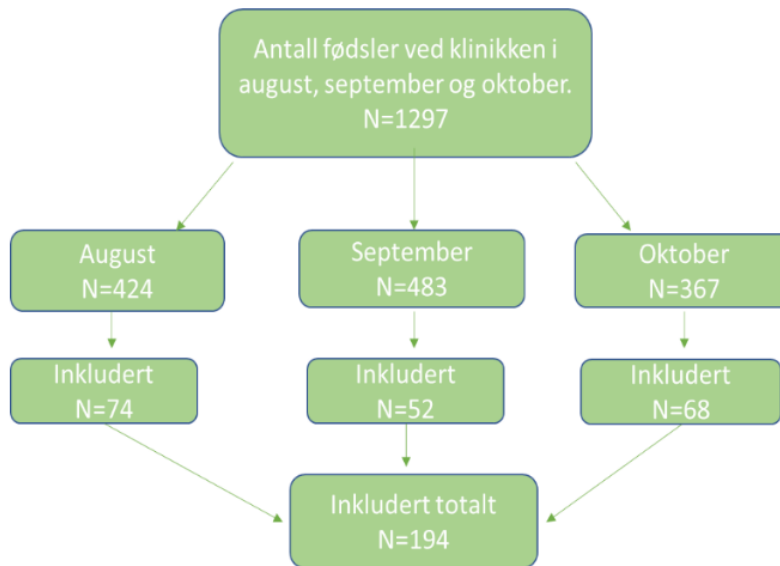 Antall fødsler ved klinikken i
august, september og oktober.
N=1297
August
N=424
September
N=483
Oktober
N=367
Inkludert
N=74
Inkludert
N=52
Inkludert
N=68
Inkludert totalt
N=194